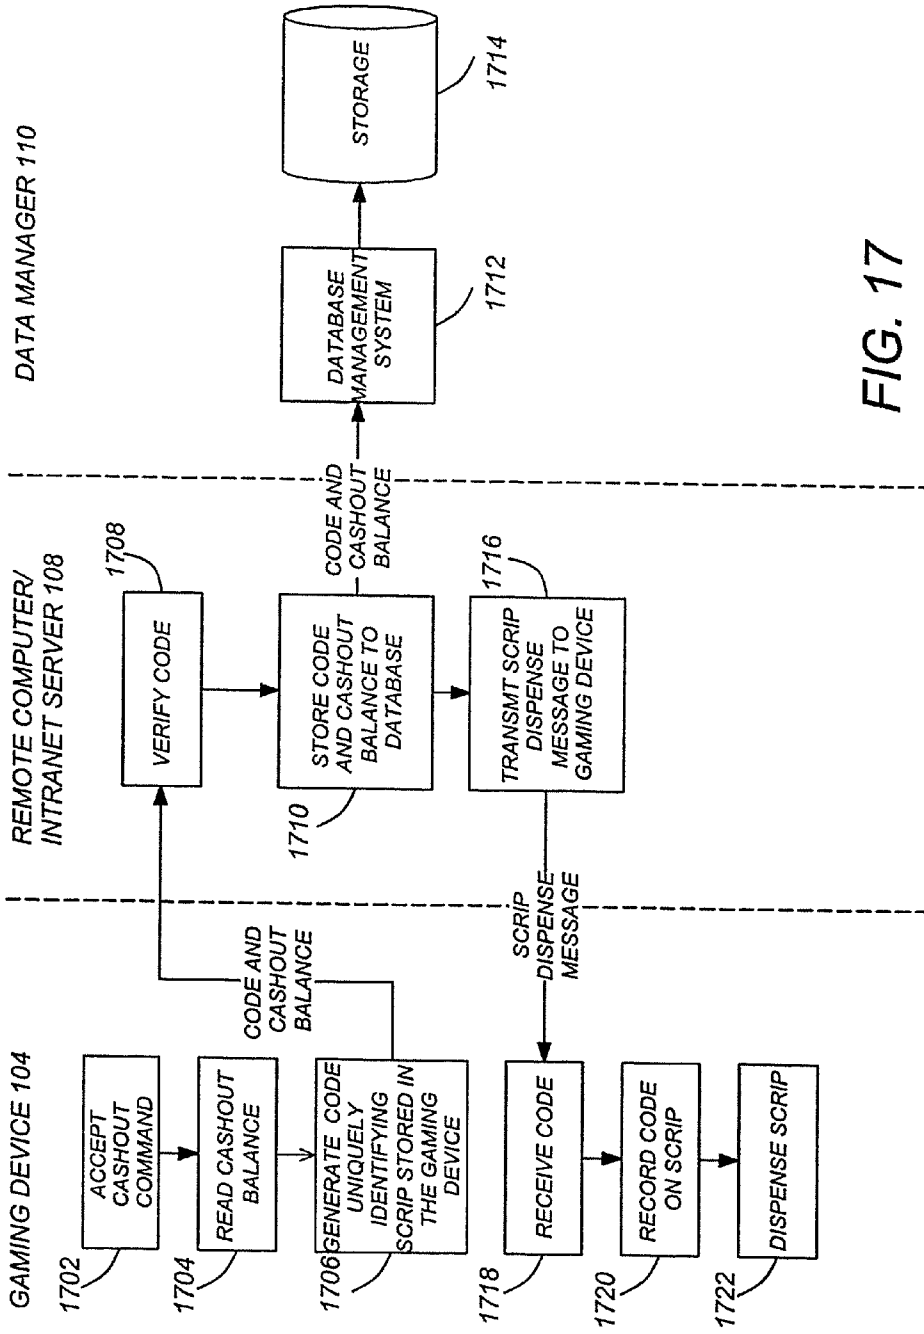 GAMING DEVICE 104
1702
ACCEPT
CASHOUT
COMMAND
1704
READ CASHOUT
BALANCE
1706
GENERATE CODE
UNIQUELY
IDENTIFYING
SCRIP STORED IN
THE GAMING
DEVICE
CODE AND
CASHOUT
BALANCE
1718
RECEIVE CODE
1720
RECORD CODE
ON SCRIP
1722
DISPENSE SCRIP
REMOTE COMPUTER/
INTRANET SERVER 108
1708
VERIFY CODE
1710
STORE CODE
AND CASHOUT
BALANCE TO
DATABASE
CODE AND
CASHOUT
BALANCE
1716
TRANSMT SCRIP
DISPENSE
MESSAGE TO
GAMING DEVICE
SCRIP
DISPENSE
MESSAGE
DATA MANAGER 110
DATABASE
MANAGEMENT
SYSTEM
1712
STORAGE
1714
FIG. 17